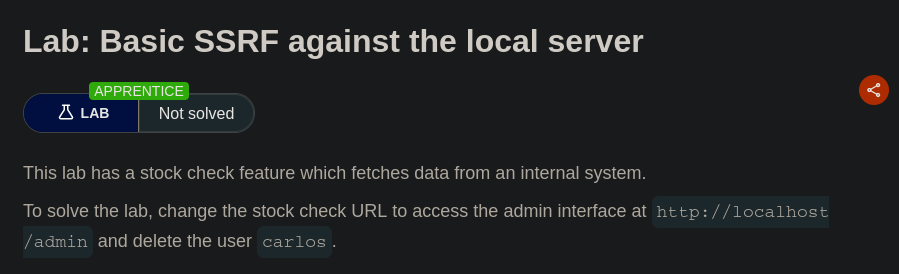 Lab: Basic SSRF against the local server
APPRENTICE
LAB Not solved
This lab has a stock check feature which fetches data from an internal system.
To solve the lab, change the stock check URL to access the admin interface at http://localhost
/admin and delete the user carlos.